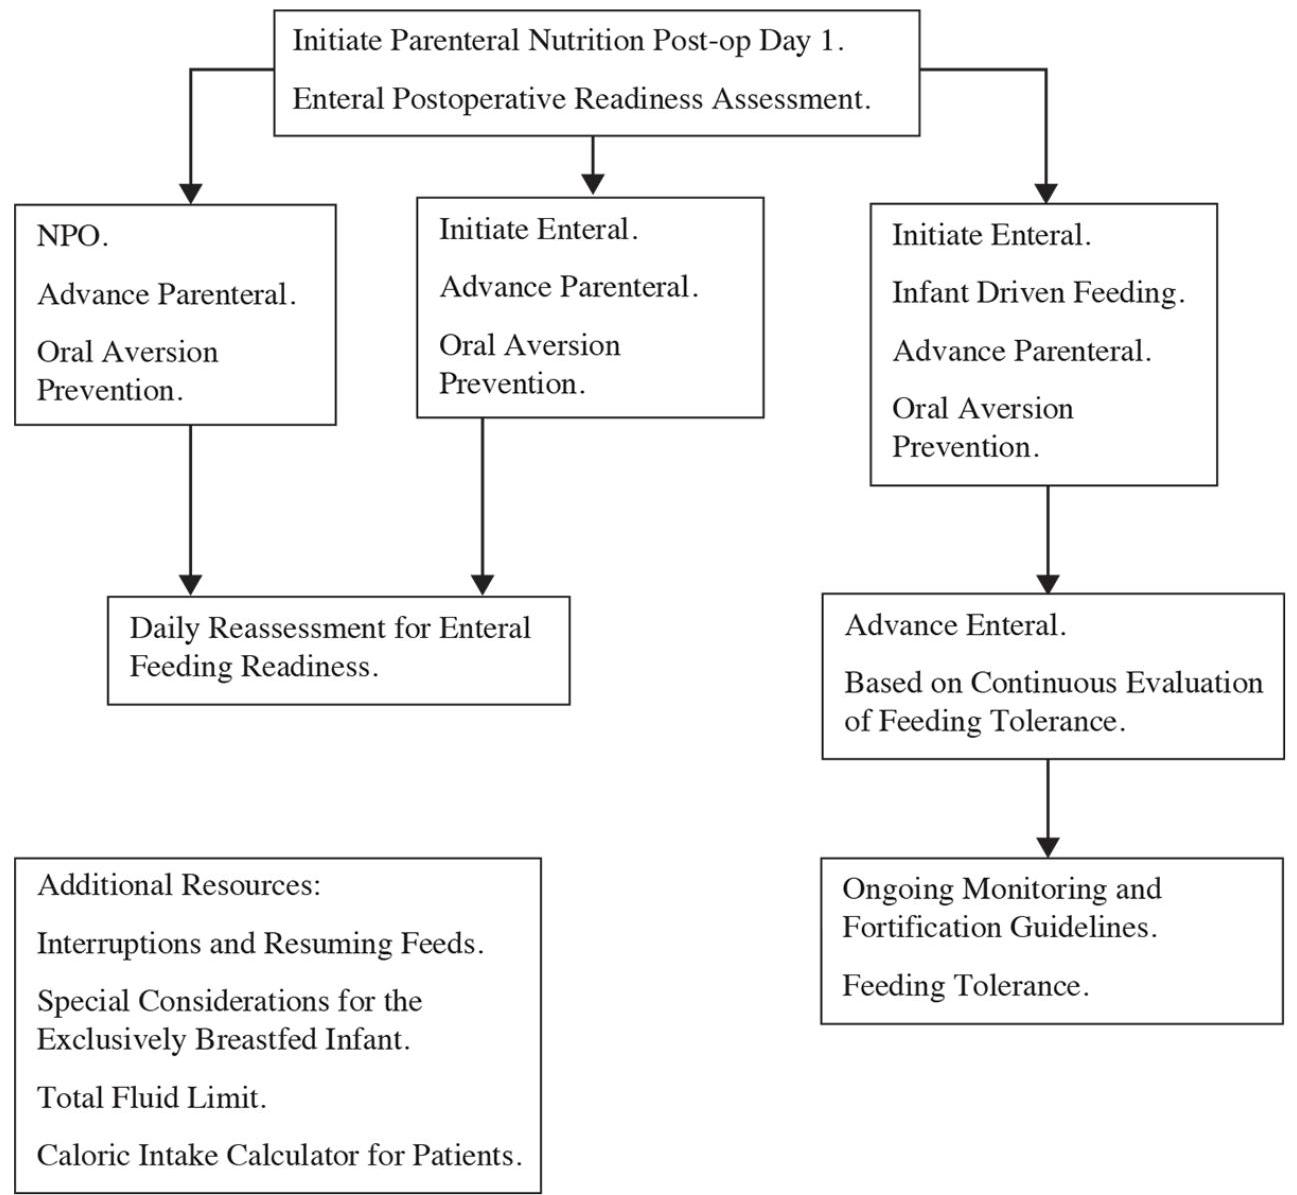 Initiate Parenteral Nutrition Post-op Day 1.
Enteral Postoperative Readiness Assessment.
NPO.
Advance Parenteral.
Oral Aversion
Prevention.
Initiate Enteral.
Advance Parenteral.
Oral Aversion
Prevention.
Initiate Enteral.
Infant Driven Feeding.
Advance Parenteral.
Oral Aversion
Prevention.
Daily Reassessment for Enteral
Feeding Readiness.
Advance Enteral.
Based on Continuous Evaluation
of Feeding Tolerance.
Additional Resources:
Interruptions and Resuming Feeds.
Special Considerations for the
Exclusively Breastfed Infant.
Total Fluid Limit.
Caloric Intake Calculator for Patients.
Ongoing Monitoring and
Fortification Guidelines.
Feeding Tolerance.